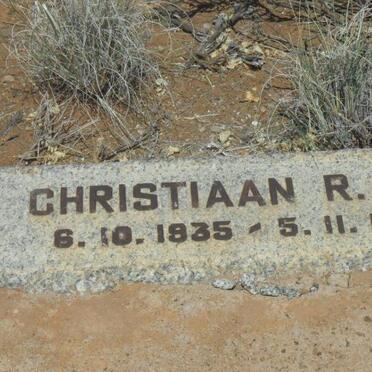 CHRISTIAAN R.
6.10.1935 - 5.11.